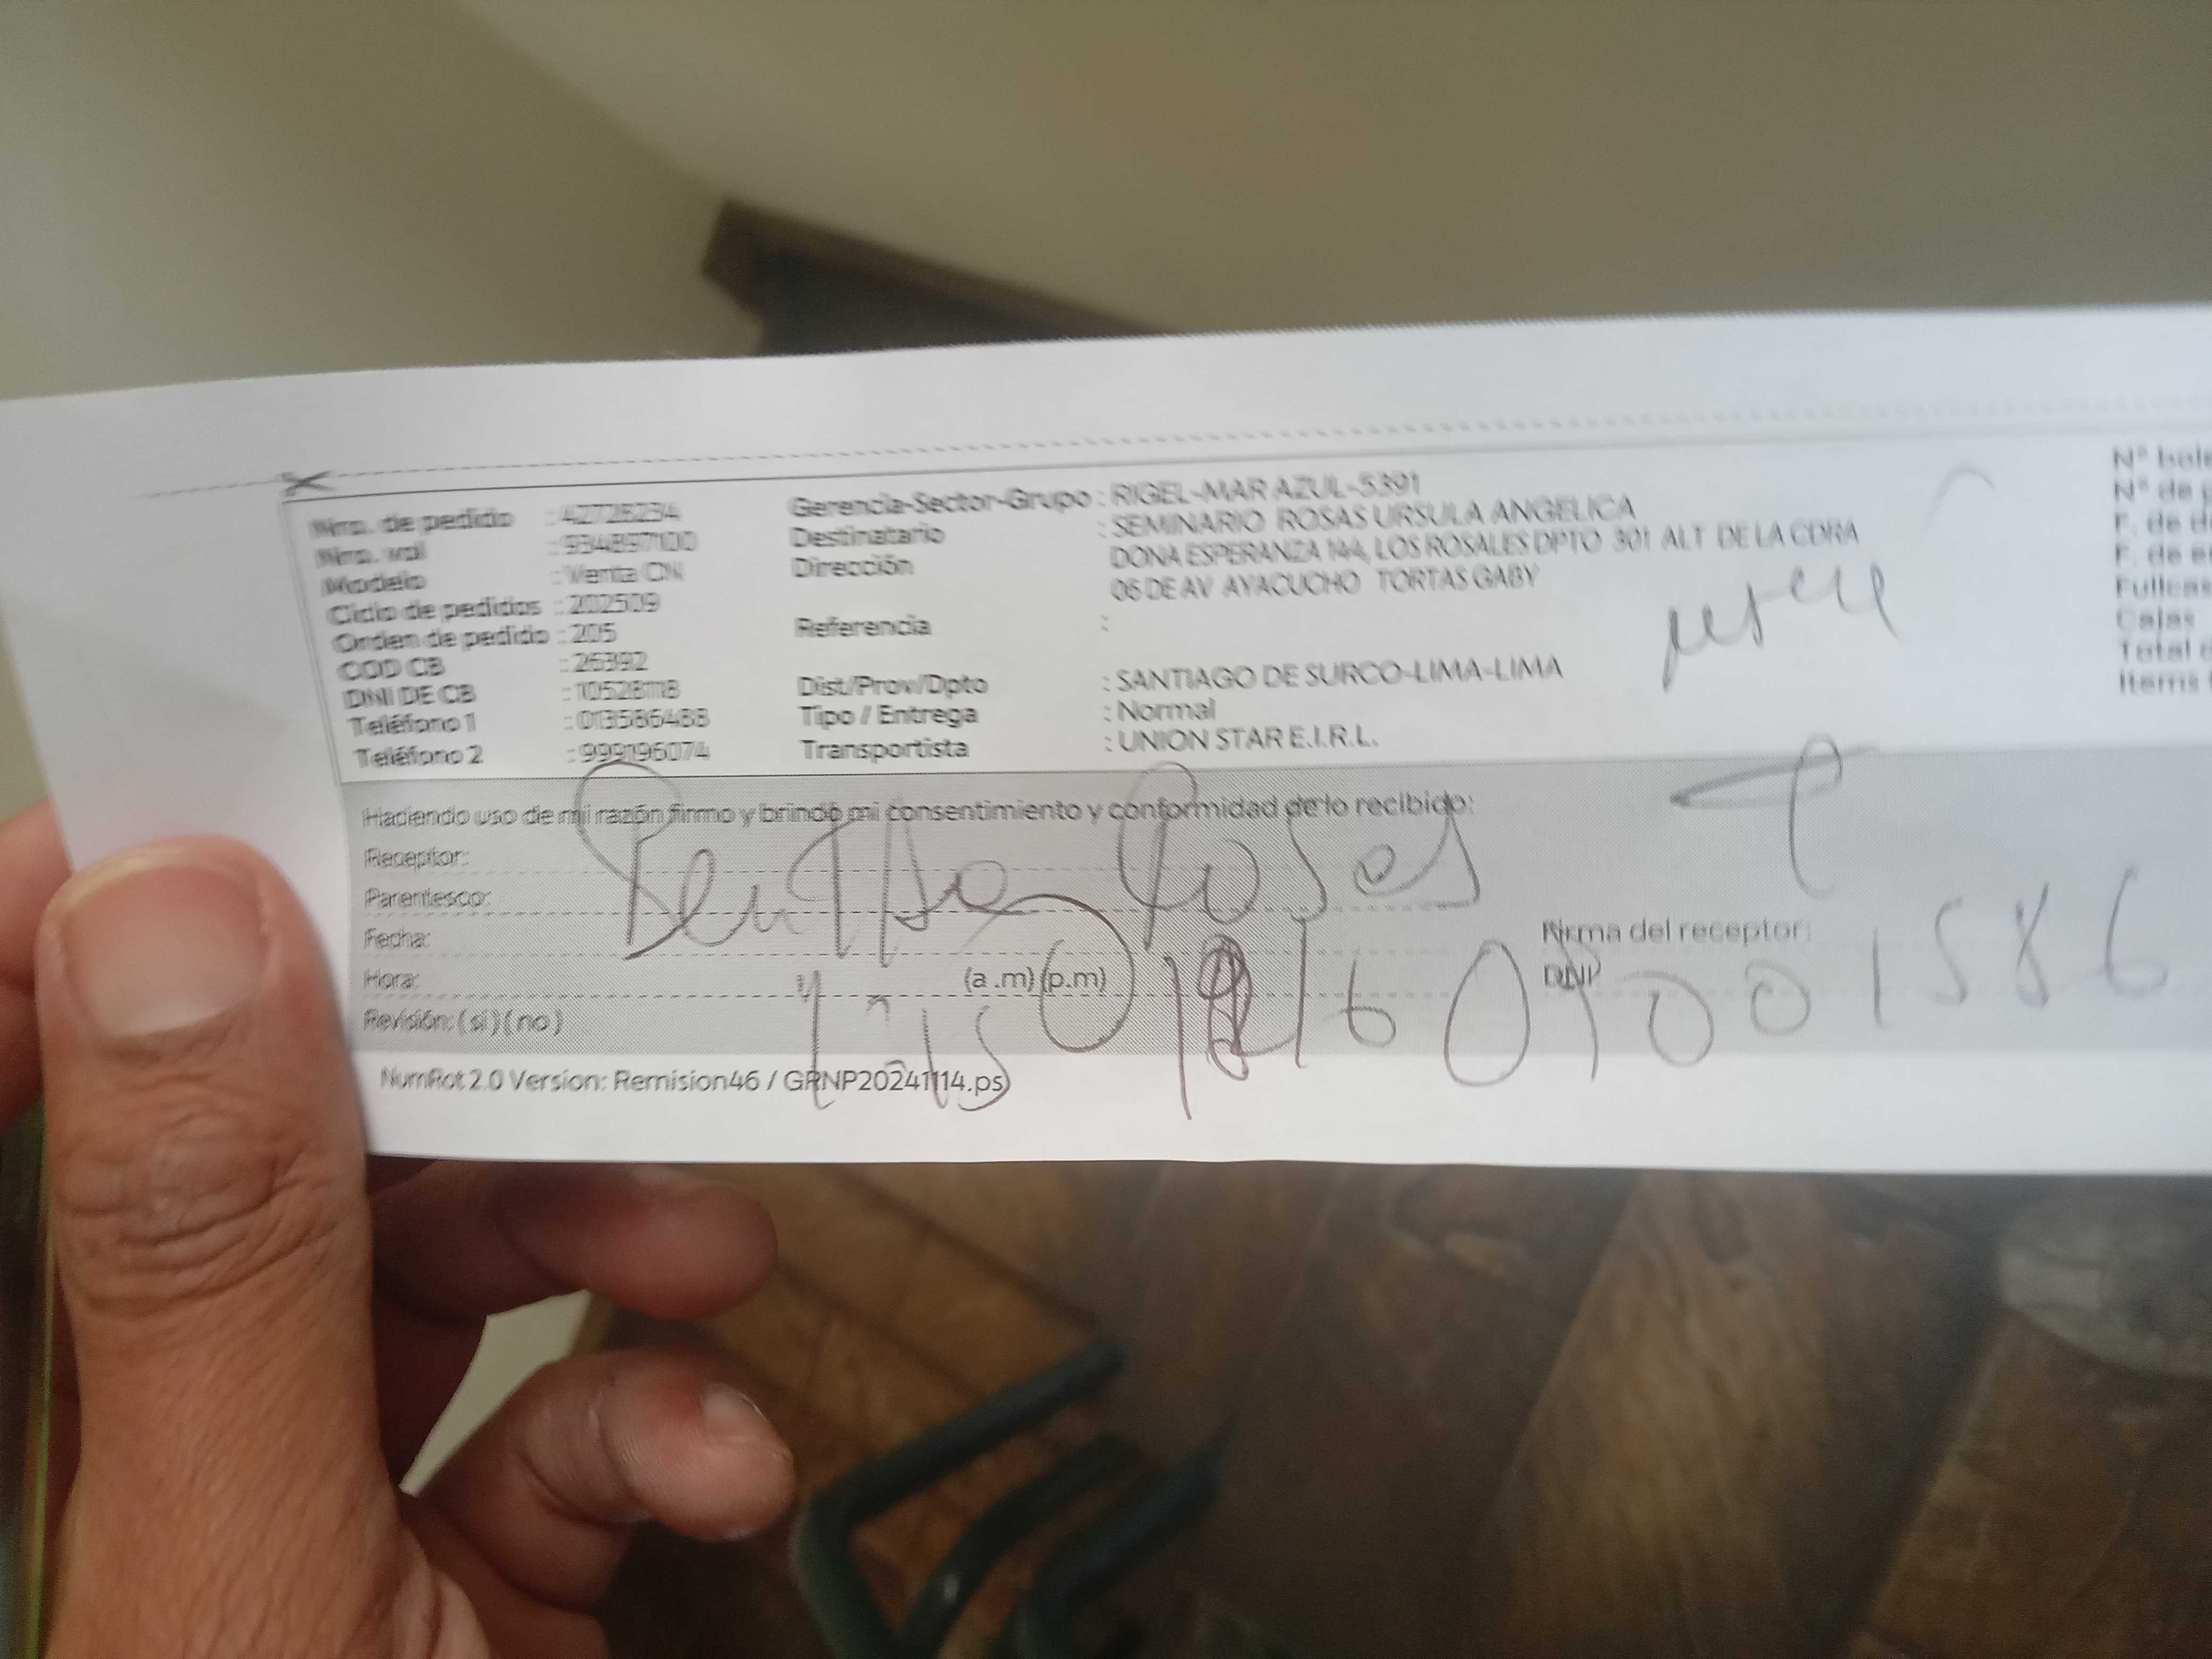 Nro. de pedido : 42726234
Nro. vol : 934897100
Modelo : Venta CN
Ciclo de pedidos : 202509
Orden de pedido : 205
COD CB : 26392
DNI DE CB : 10528118
Teléfono 1 : 013586488
Teléfono 2 : 999196074
Gerencia-Sector-Grupo : RIGEL-MAR AZUL-5391
Destinatario : SEMINARIO ROSAS URSULA ANGELICA
Dirección DONA ESPERANZA 144, LOS ROSALES DPTO 301 ALT DE LA CDRA
06 DE AV AYACUCHO TORTAS GABY
Referencia :
Dist/Prov/Dpto : SANTIAGO DE SURCO-LIMA-LIMA
Tipo / Entrega : Normal
Transportista : UNION STAR E.I.R.L.
N° de
F. de
F. de
Cajas
Total
Items
Haciendo uso de mi razón firmo y brindo mi consentimiento y conformidad de lo recibido:
Receptor:
Parentesco:
Fecha:
Hora: (a .m) (p.m)
Revisión: (si) (no)
Rosas
Firma del receptor:
DNI
NumRot 2.0 Version: Remision46 / GRNP20241114.ps